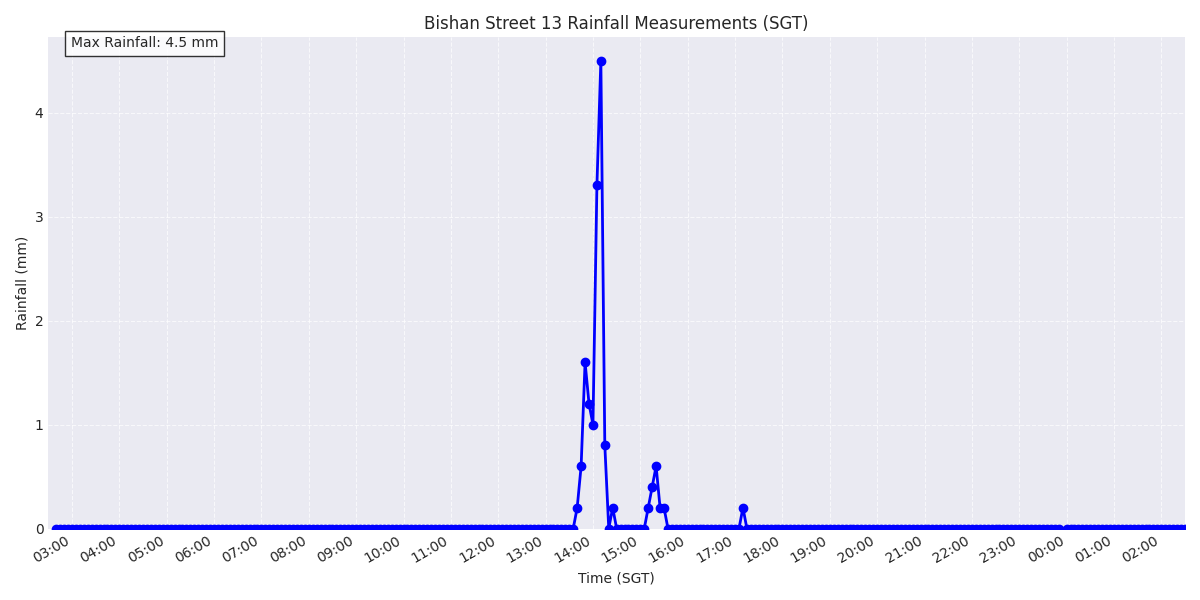 Bishan Street 13 Rainfall Measurements (SGT)
Max Rainfall: 4.5 mm
Rainfall (mm)
4
3
2
1
0
03:00 04:00 05:00 06:00 07:00 08:00 09:00 10:00 11:00 12:00 13:00 14:00 15:00 16:00 17:00 18:00 19:00 20:00 21:00 22:00 23:00 00:00 01:00 02:00
Time (SGT)